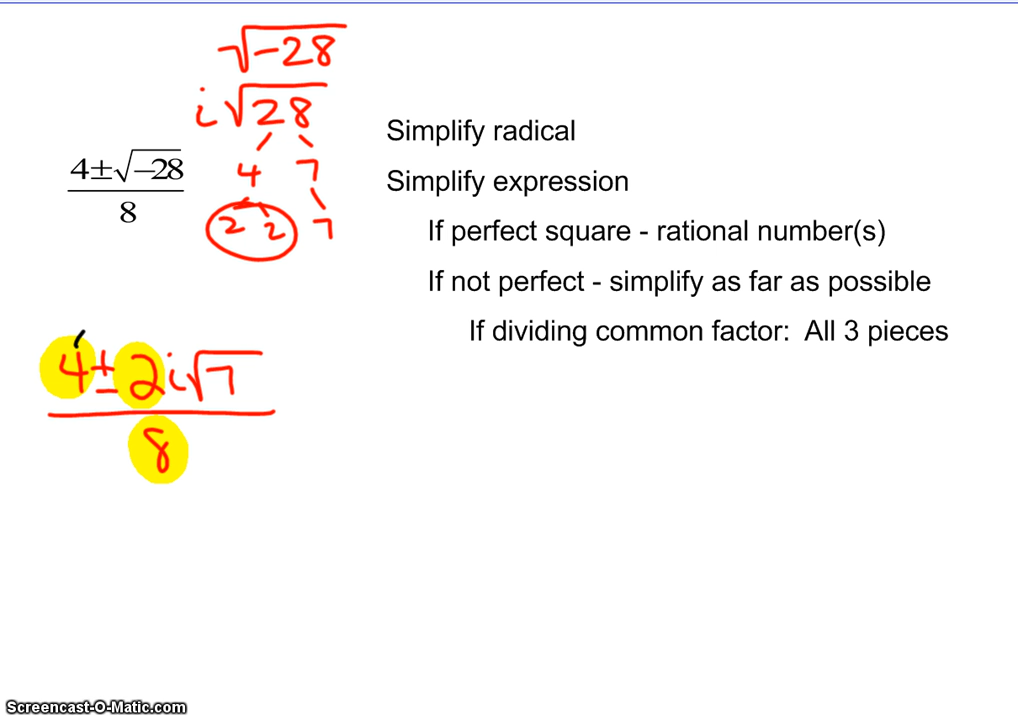 √-28
i√28
4 7
2 2 7
4±√-28
8
Simplify radical
Simplify expression
If perfect square - rational number(s)
If not perfect - simplify as far as possible
If dividing common factor: All 3 pieces
4±2i√7
8
Screencast-O-Matic.com